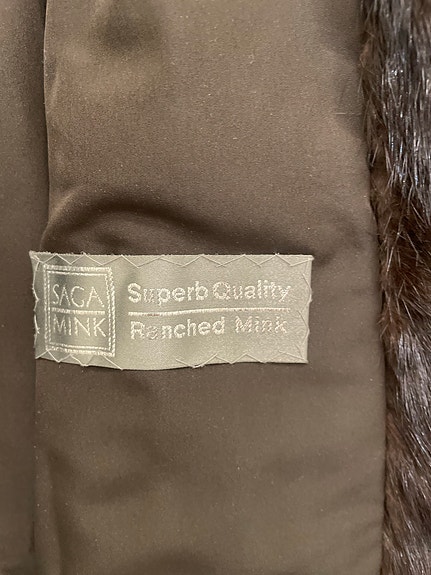 SAGA
MINK
Superb Quality
Ranched Mink